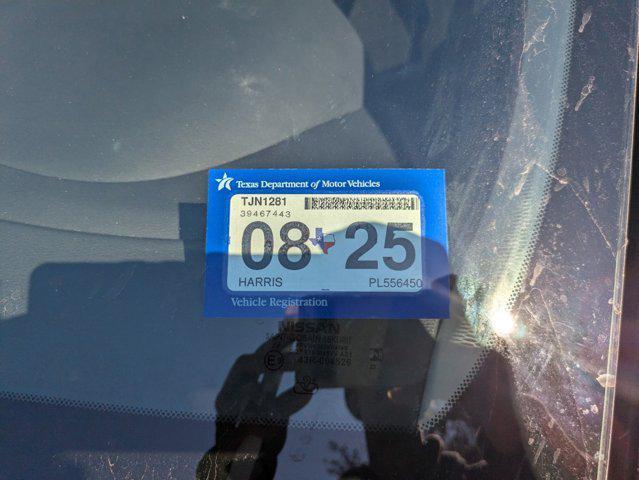 Texas Department of Motor Vehicles
TJN1281
39467443
08 25
HARRIS PL556450
Vehicle Registration
NISSAN